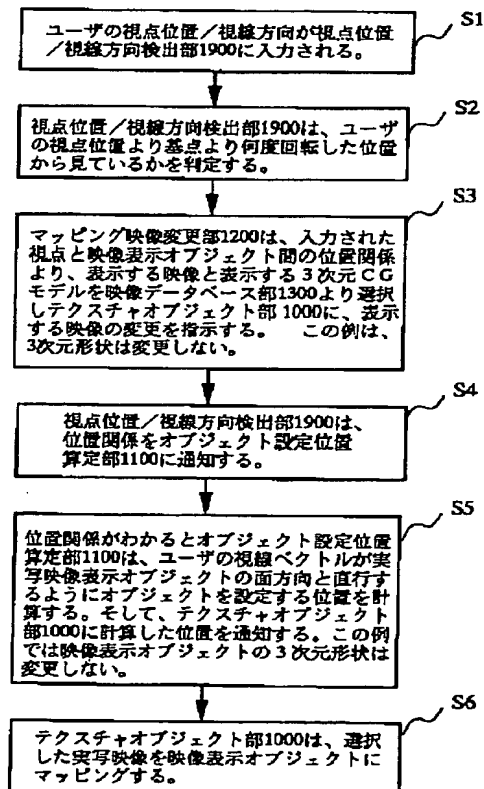 S1
ユーザの視点位置／視線方向が視点位置
／視線方向検出部1900に入力される。
S2
視点位置／視線方向検出部1900は、ユーザ
の視点位置より基点より何度回転した位置
から見ているかを判定する。
S3
マッピング映像変更部1200は、入力された
視点と映像表示オブジェクト間の位置関係
より、表示する映像と表示する３次元ＣＧ
モデルを映像データベース部1300より選択
しテクスチャオブジェクト部1000に、表示
する映像の変更を指示する。　この例は、
3次元形状は変更しない。
S4
視点位置／視線方向検出部1900は、
位置関係をオブジェクト設定位置
算定部1100に通知する。
S5
位置関係がわかるとオブジェクト設定位置
算定部1100は、ユーザの視線ベクトルが実
写映像表示オブジェクトの面方向と直行す
るようにオブジェクトを設定する位置を計
算する。そして、テクスチャオブジェクト
部1000に計算した位置を通知する。この例
では映像表示オブジェクトの３次元形状は
変更しない。
S6
テクスチャオブジェクト部1000は、選択
した実写映像を映像表示オブジェクトに
マッピングする。